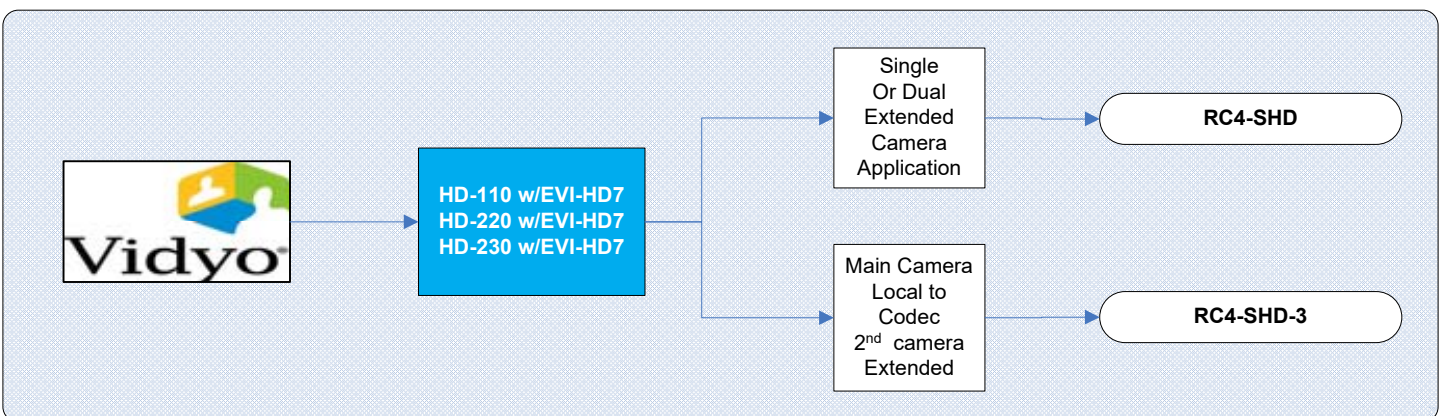 Vidyo
HD-110 w/EVI-HD7
HD-220 w/EVI-HD7
HD-230 w/EVI-HD7
Single
Or Dual
Extended
Camera
Application
RC4-SHD
Main Camera
Local to
Codec
2nd camera
Extended
RC4-SHD-3